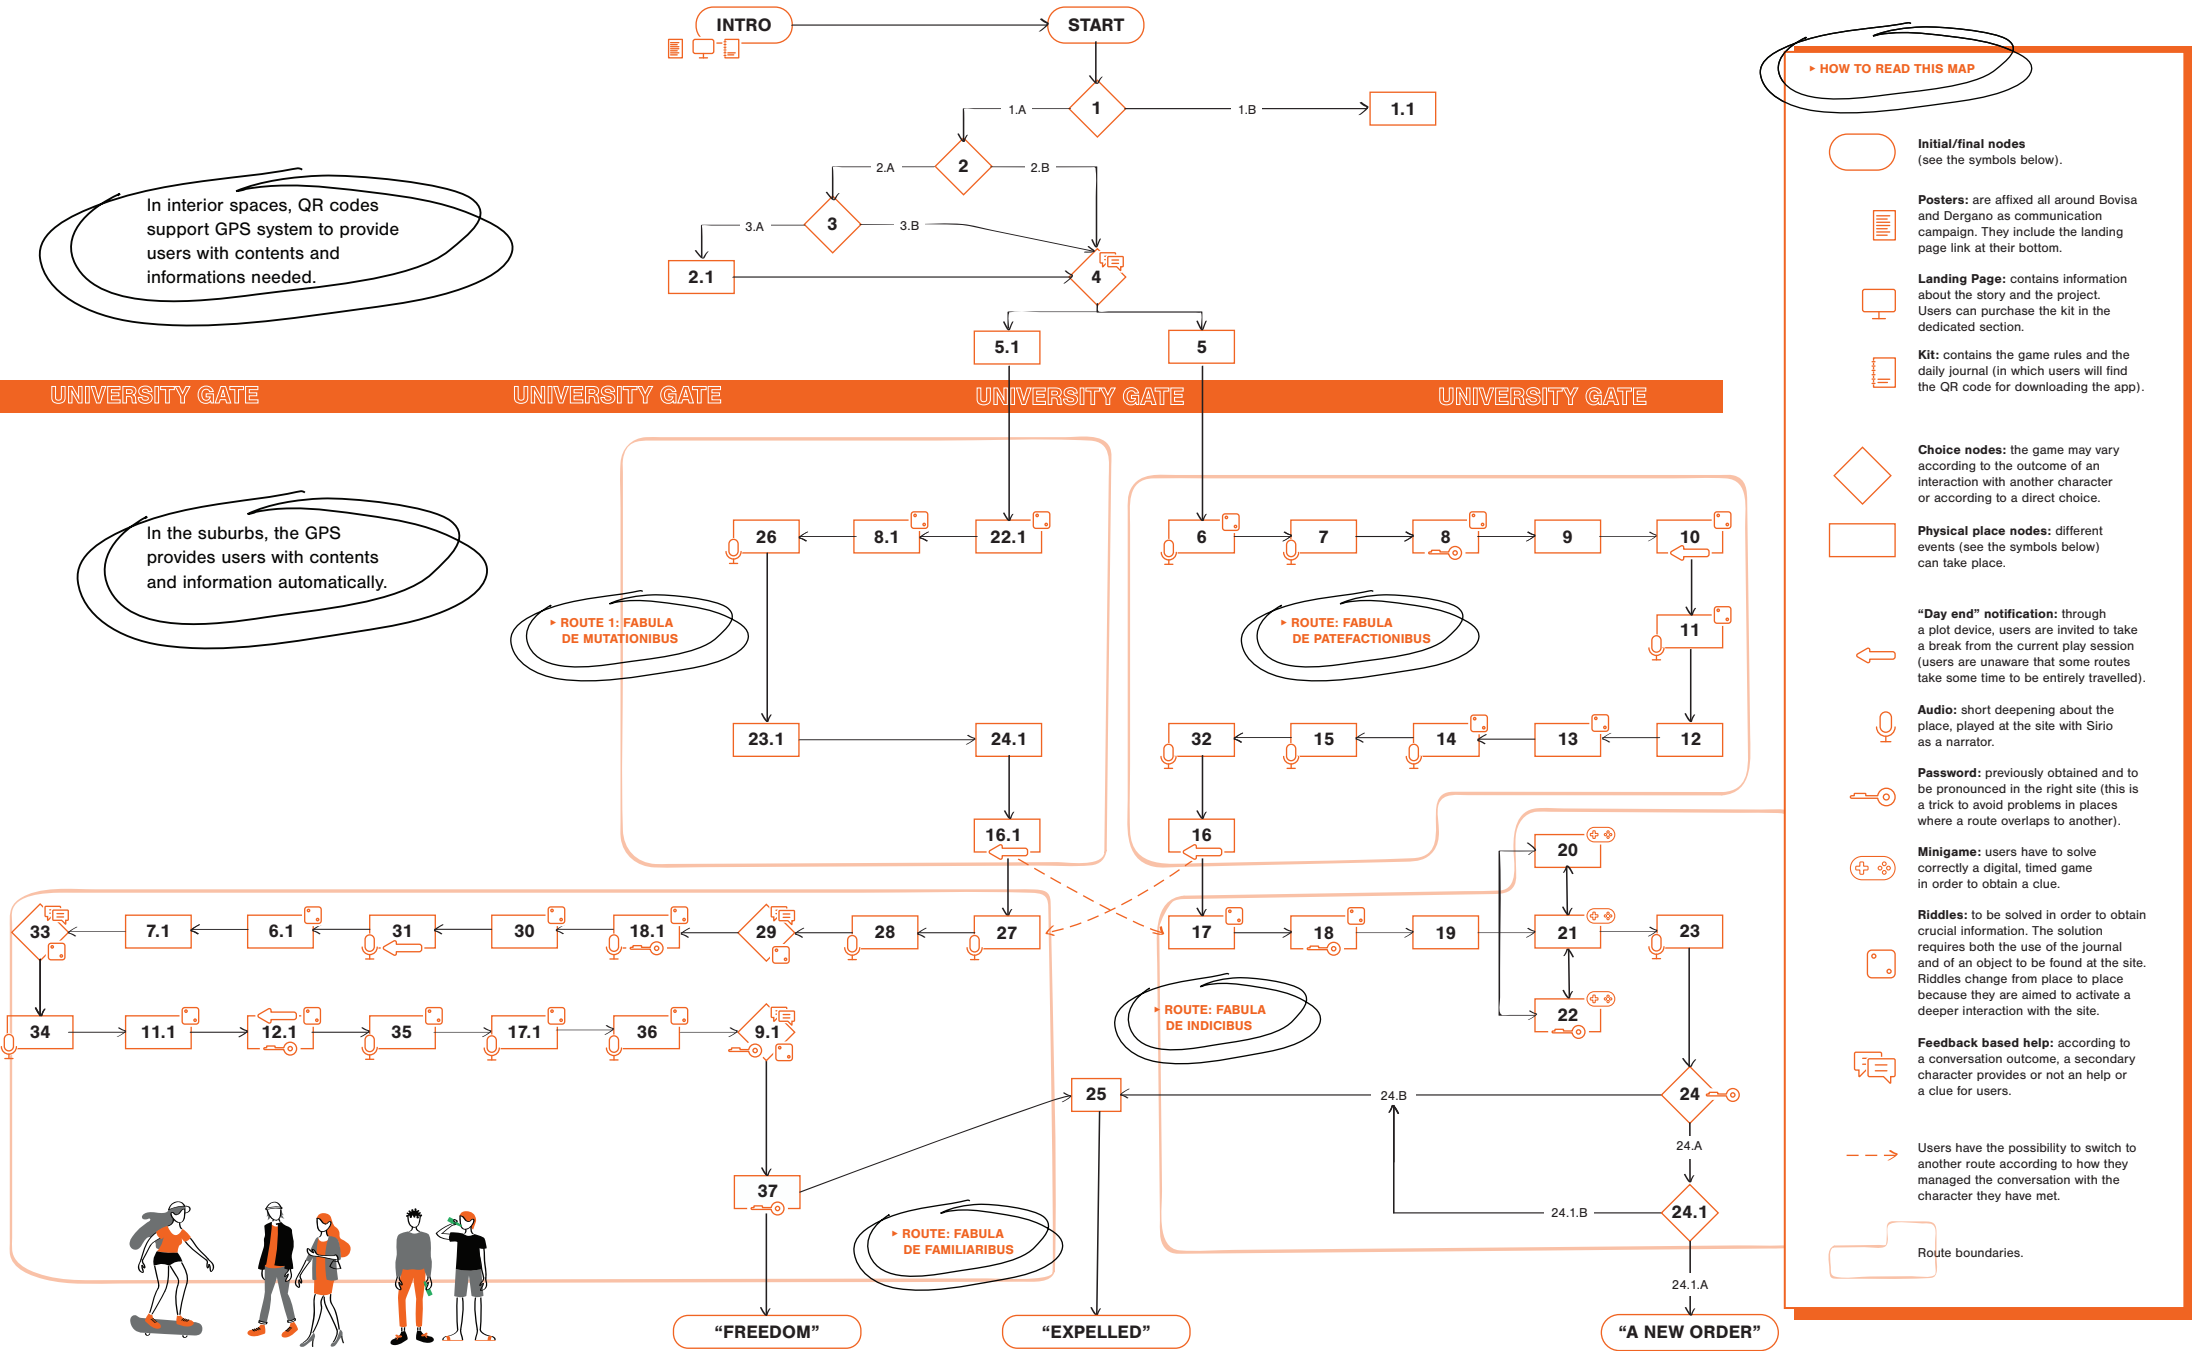 INTRO
START
▸ HOW TO READ THIS MAP
1
1.A
1.B
1.1
2
2.A
2.B
3
3.A
3.B
2.1
4
5.1
5
In interior spaces, QR codes
support GPS system to provide
users with contents and
informations needed.
UNIVERSITY GATE UNIVERSITY GATE UNIVERSITY GATE UNIVERSITY GATE
In the suburbs, the GPS
provides users with contents
and information automatically.
26 8.1 22.1
▸ ROUTE 1: FABULA
DE MUTATIONIBUS
23.1 24.1
16.1
6 7 8 9 10
11
▸ ROUTE: FABULA
DE PATEFACTIONIBUS
32 15 14 13 12
16
33 7.1 6.1 31 30 18.1 29 28 27
34 11.1 12.1 35 17.1 36 9.1
37
▸ ROUTE: FABULA
DE FAMILIARIBUS
20
17 18 19 21 23
22
▸ ROUTE: FABULA
DE INDICIBUS
25
24.B
24
24.A
24.1.B
24.1
24.1.A
“FREEDOM”
“EXPELLED”
“A NEW ORDER”
Initial/final nodes
(see the symbols below).
Posters: are affixed all around Bovisa
and Dergano as communication
campaign. They include the landing
page link at their bottom.
Landing Page: contains information
about the story and the project.
Users can purchase the kit in the
dedicated section.
Kit: contains the game rules and the
daily journal (in which users will find
the QR code for downloading the app).
Choice nodes: the game may vary
according to the outcome of an
interaction with another character
or according to a direct choice.
Physical place nodes: different
events (see the symbols below)
can take place.
“Day end” notification: through
a plot device, users are invited to take
a break from the current play session
(users are unaware that some routes
take some time to be entirely travelled).
Audio: short deepening about the
place, played at the site with Sirio
as a narrator.
Password: previously obtained and to
be pronounced in the right site (this is
a trick to avoid problems in places
where a route overlaps to another).
Minigame: users have to solve
correctly a digital, timed game
in order to obtain a clue.
Riddles: to be solved in order to obtain
crucial information. The solution
requires both the use of the journal
and of an object to be found at the site.
Riddles change from place to place
because they are aimed to activate a
deeper interaction with the site.
Feedback based help: according to
a conversation outcome, a secondary
character provides or not an help or
a clue for users.
Users have the possibility to switch to
another route according to how they
managed the conversation with the
character they have met.
Route boundaries.